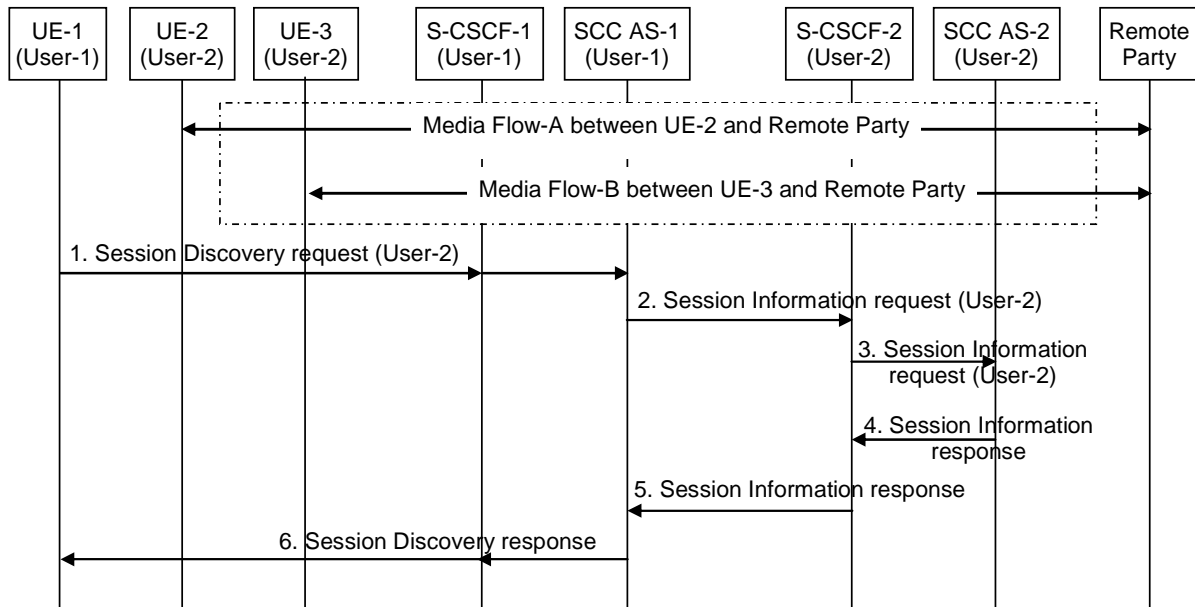 UE-1
(User-1)
UE-2
(User-2)
UE-3
(User-2)
S-CSCF-1
(User-1)
SCC AS-1
(User-1)
S-CSCF-2
(User-2)
SCC AS-2
(User-2)
Remote
Party
Media Flow-A between UE-2 and Remote Party
Media Flow-B between UE-3 and Remote Party
1. Session Discovery request (User-2)
2. Session Information request (User-2)
3. Session Information
request (User-2)
4. Session Information
response
5. Session Information response
6. Session Discovery response